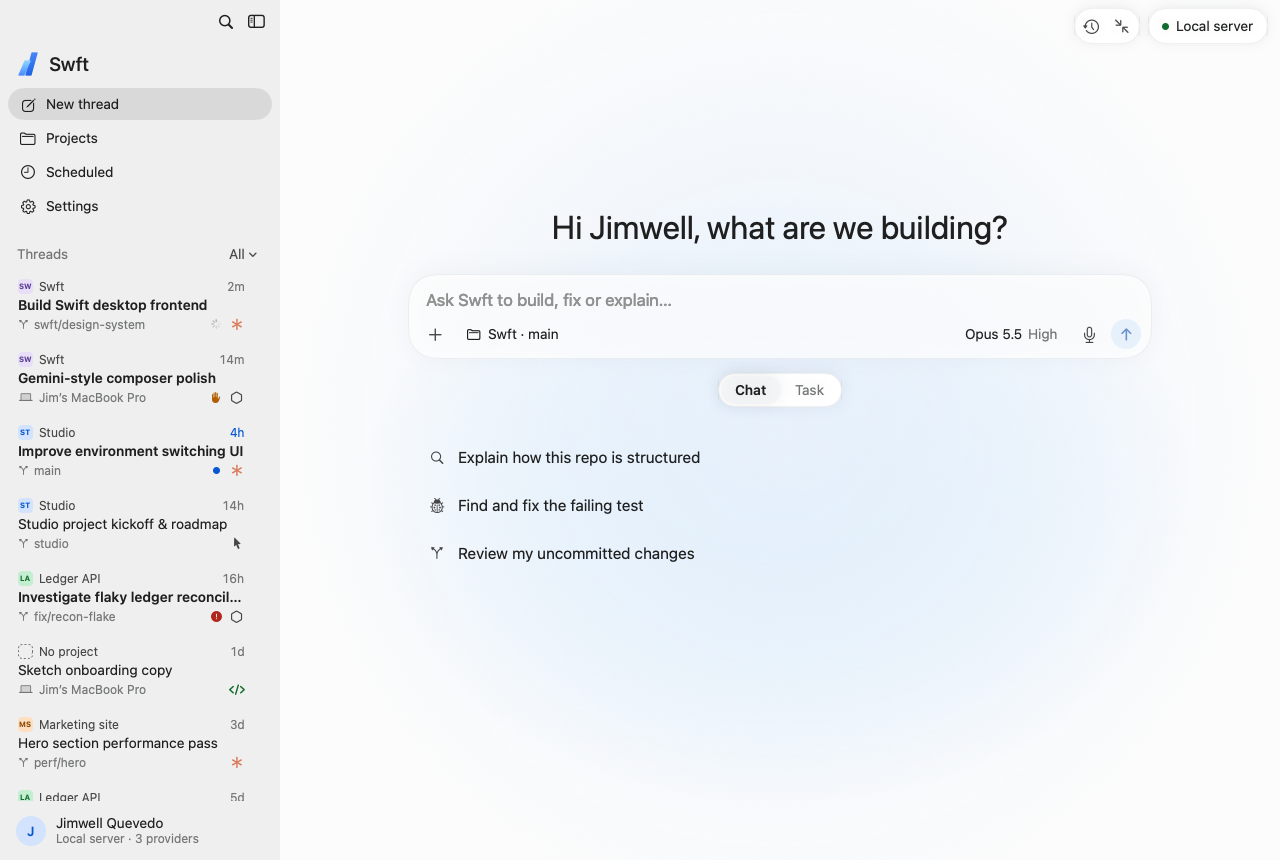 Swft
New thread
Projects
Scheduled
Settings
Threads
All
SW Swft 2m
Build Swift desktop frontend
swft/design-system
SW Swft 14m
Gemini-style composer polish
Jim's MacBook Pro
ST Studio 4h
Improve environment switching UI
main
ST Studio 14h
Studio project kickoff & roadmap
studio
LA Ledger API 16h
Investigate flaky ledger reconcil...
fix/recon-flake
No project 1d
Sketch onboarding copy
Jim's MacBook Pro
MS Marketing site 3d
Hero section performance pass
perf/hero
LA Ledger API 5d
J
Jimwell Quevedo
Local server · 3 providers
Local server
Hi Jimwell, what are we building?
Ask Swft to build, fix or explain...
Swft · main
Opus 5.5 High
Chat Task
Explain how this repo is structured
Find and fix the failing test
Review my uncommitted changes